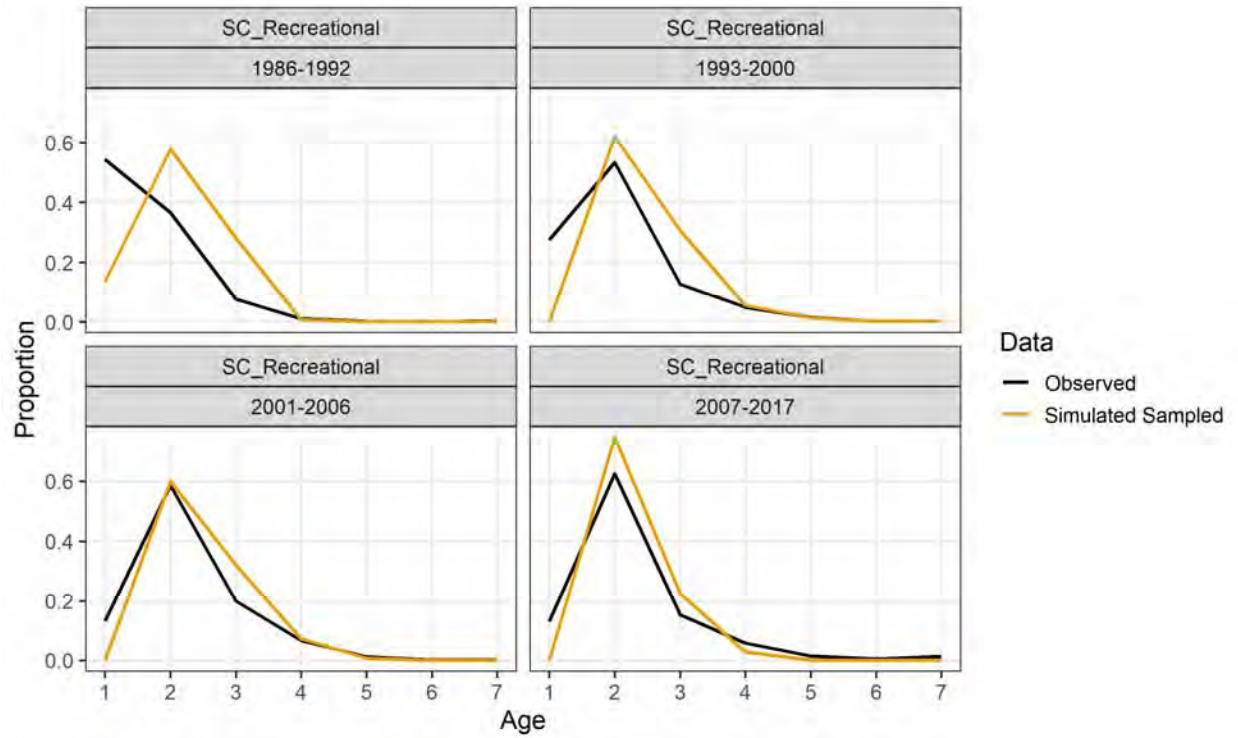 SC_Recreational
1986-1992
SC_Recreational
1993-2000
0.6
0.4
0.2
0.0
SC_Recreational
2001-2006
SC_Recreational
2007-2017
0.6
0.4
0.2
0.0
1 2 3 4 5 6 7
1 2 3 4 5 6 7
Proportion
Age
Data
Observed
Simulated Sampled